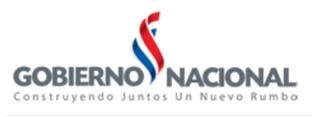 GOBIERNO NACIONAL
Construyendo Juntos Un Nuevo Rumbo